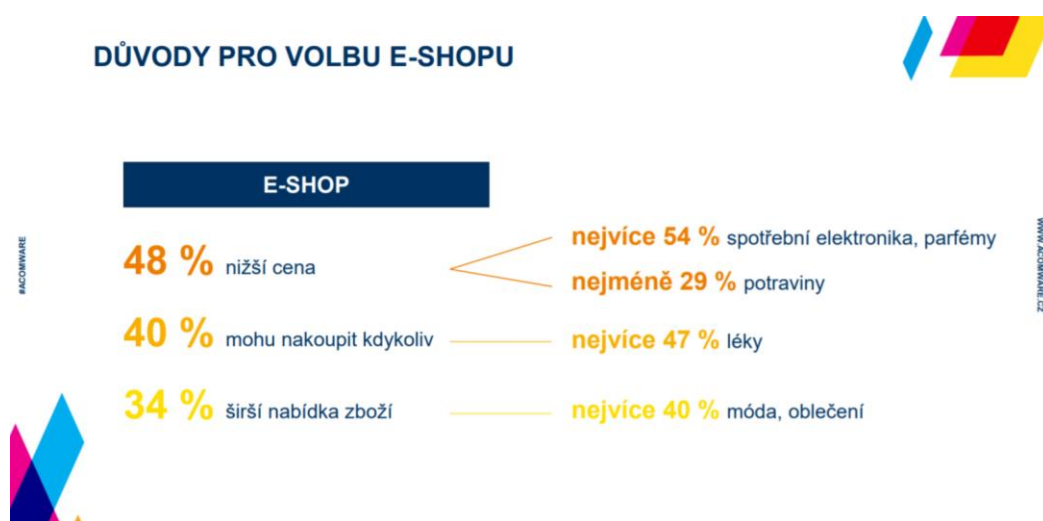 DŮVODY PRO VOLBU E-SHOPU
E-SHOP
48 % nižší cena
nejvíce 54 % spotřební elektronika, parfémy
nejméně 29 % potraviny
40 % mohu nakoupit kdykoliv
nejvíce 47 % léky
34 % širší nabídka zboží
nejvíce 40 % móda, oblečení
#ACOMWARE
WWW.ACOMWARE.CZ